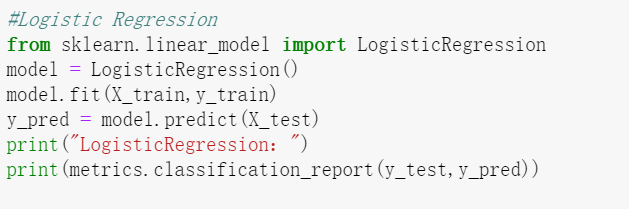 #Logistic Regression
from sklearn.linear_model import LogisticRegression
model = LogisticRegression()
model.fit(X_train,y_train)
y_pred = model.predict(X_test)
print("LogisticRegression：")
print(metrics.classification_report(y_test,y_pred))